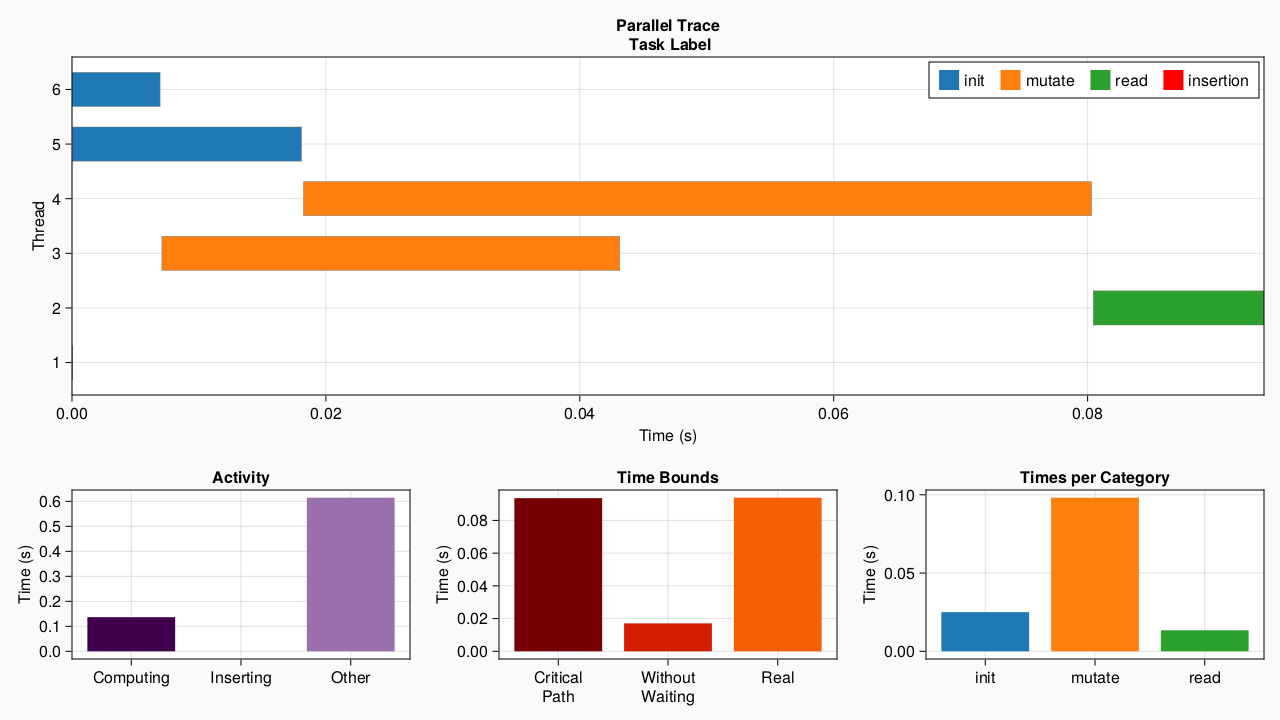 Parallel Trace
Task Label
init mutate read insertion
6
5
4
3
2
1
Thread
0.00 0.02 0.04 0.06 0.08
Time (s)
Activity
0.6
0.5
0.4
0.3
0.2
0.1
0.0
Time (s)
Computing Inserting Other
Time Bounds
0.08
0.06
0.04
0.02
0.00
Time (s)
Critical Path
Without Waiting
Real
Times per Category
0.10
0.05
0.00
Time (s)
init mutate read